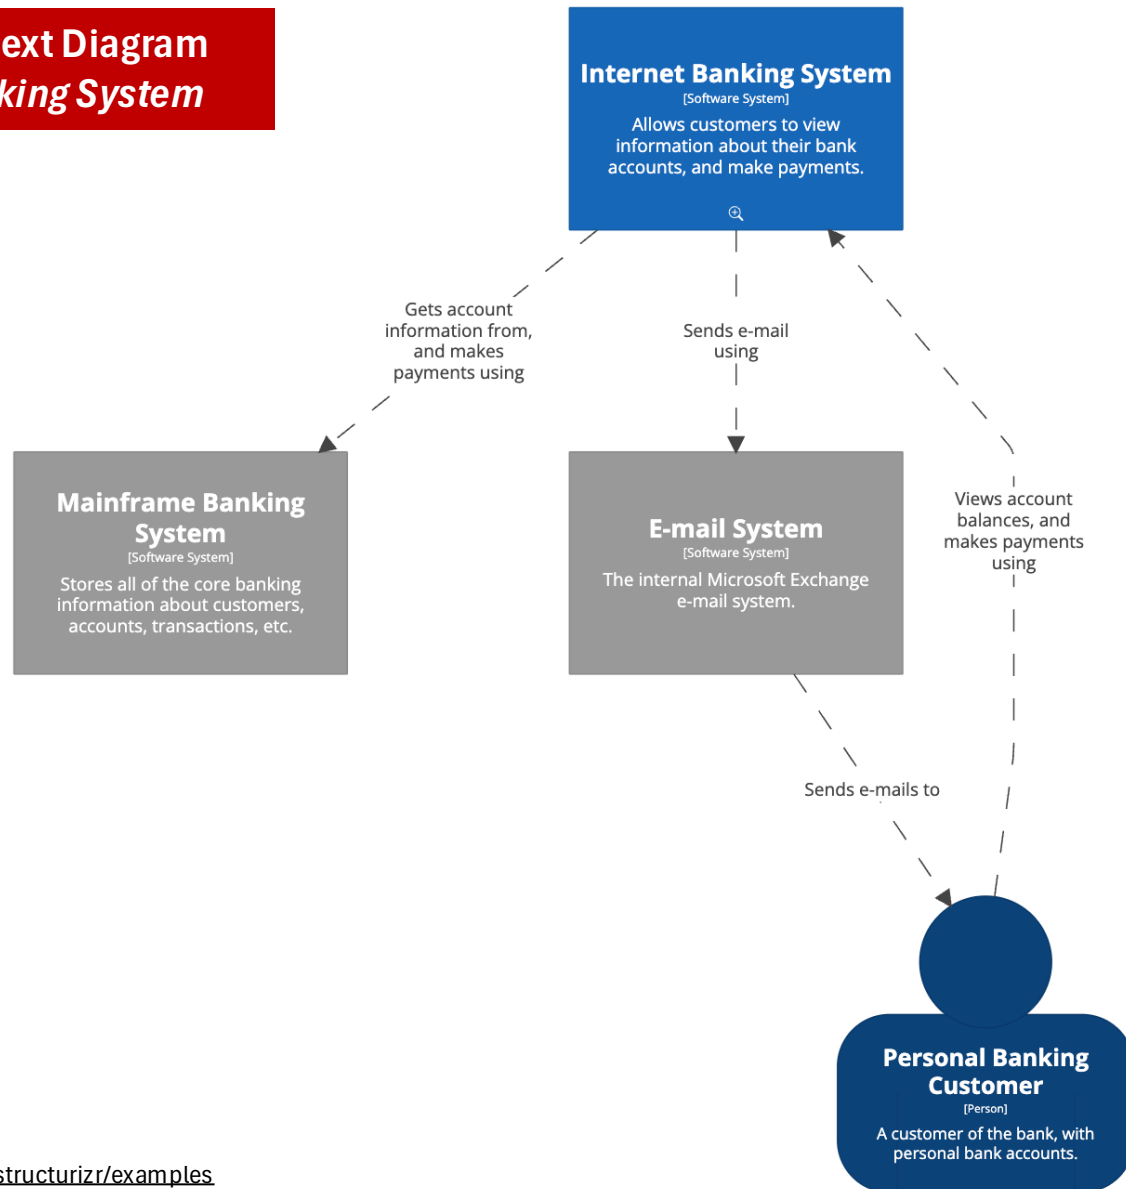 ext Diagram
king System
Internet Banking System
[Software System]
Allows customers to view
information about their bank
accounts, and make payments.
Gets account
information from,
and makes
payments using
Sends e-mail
using
Views account
balances, and
makes payments
using
Mainframe Banking
System
[Software System]
Stores all of the core banking
information about customers,
accounts, transactions, etc.
E-mail System
[Software System]
The internal Microsoft Exchange
e-mail system.
Sends e-mails to
Personal Banking
Customer
[Person]
A customer of the bank, with
personal bank accounts.
structurizr/examples